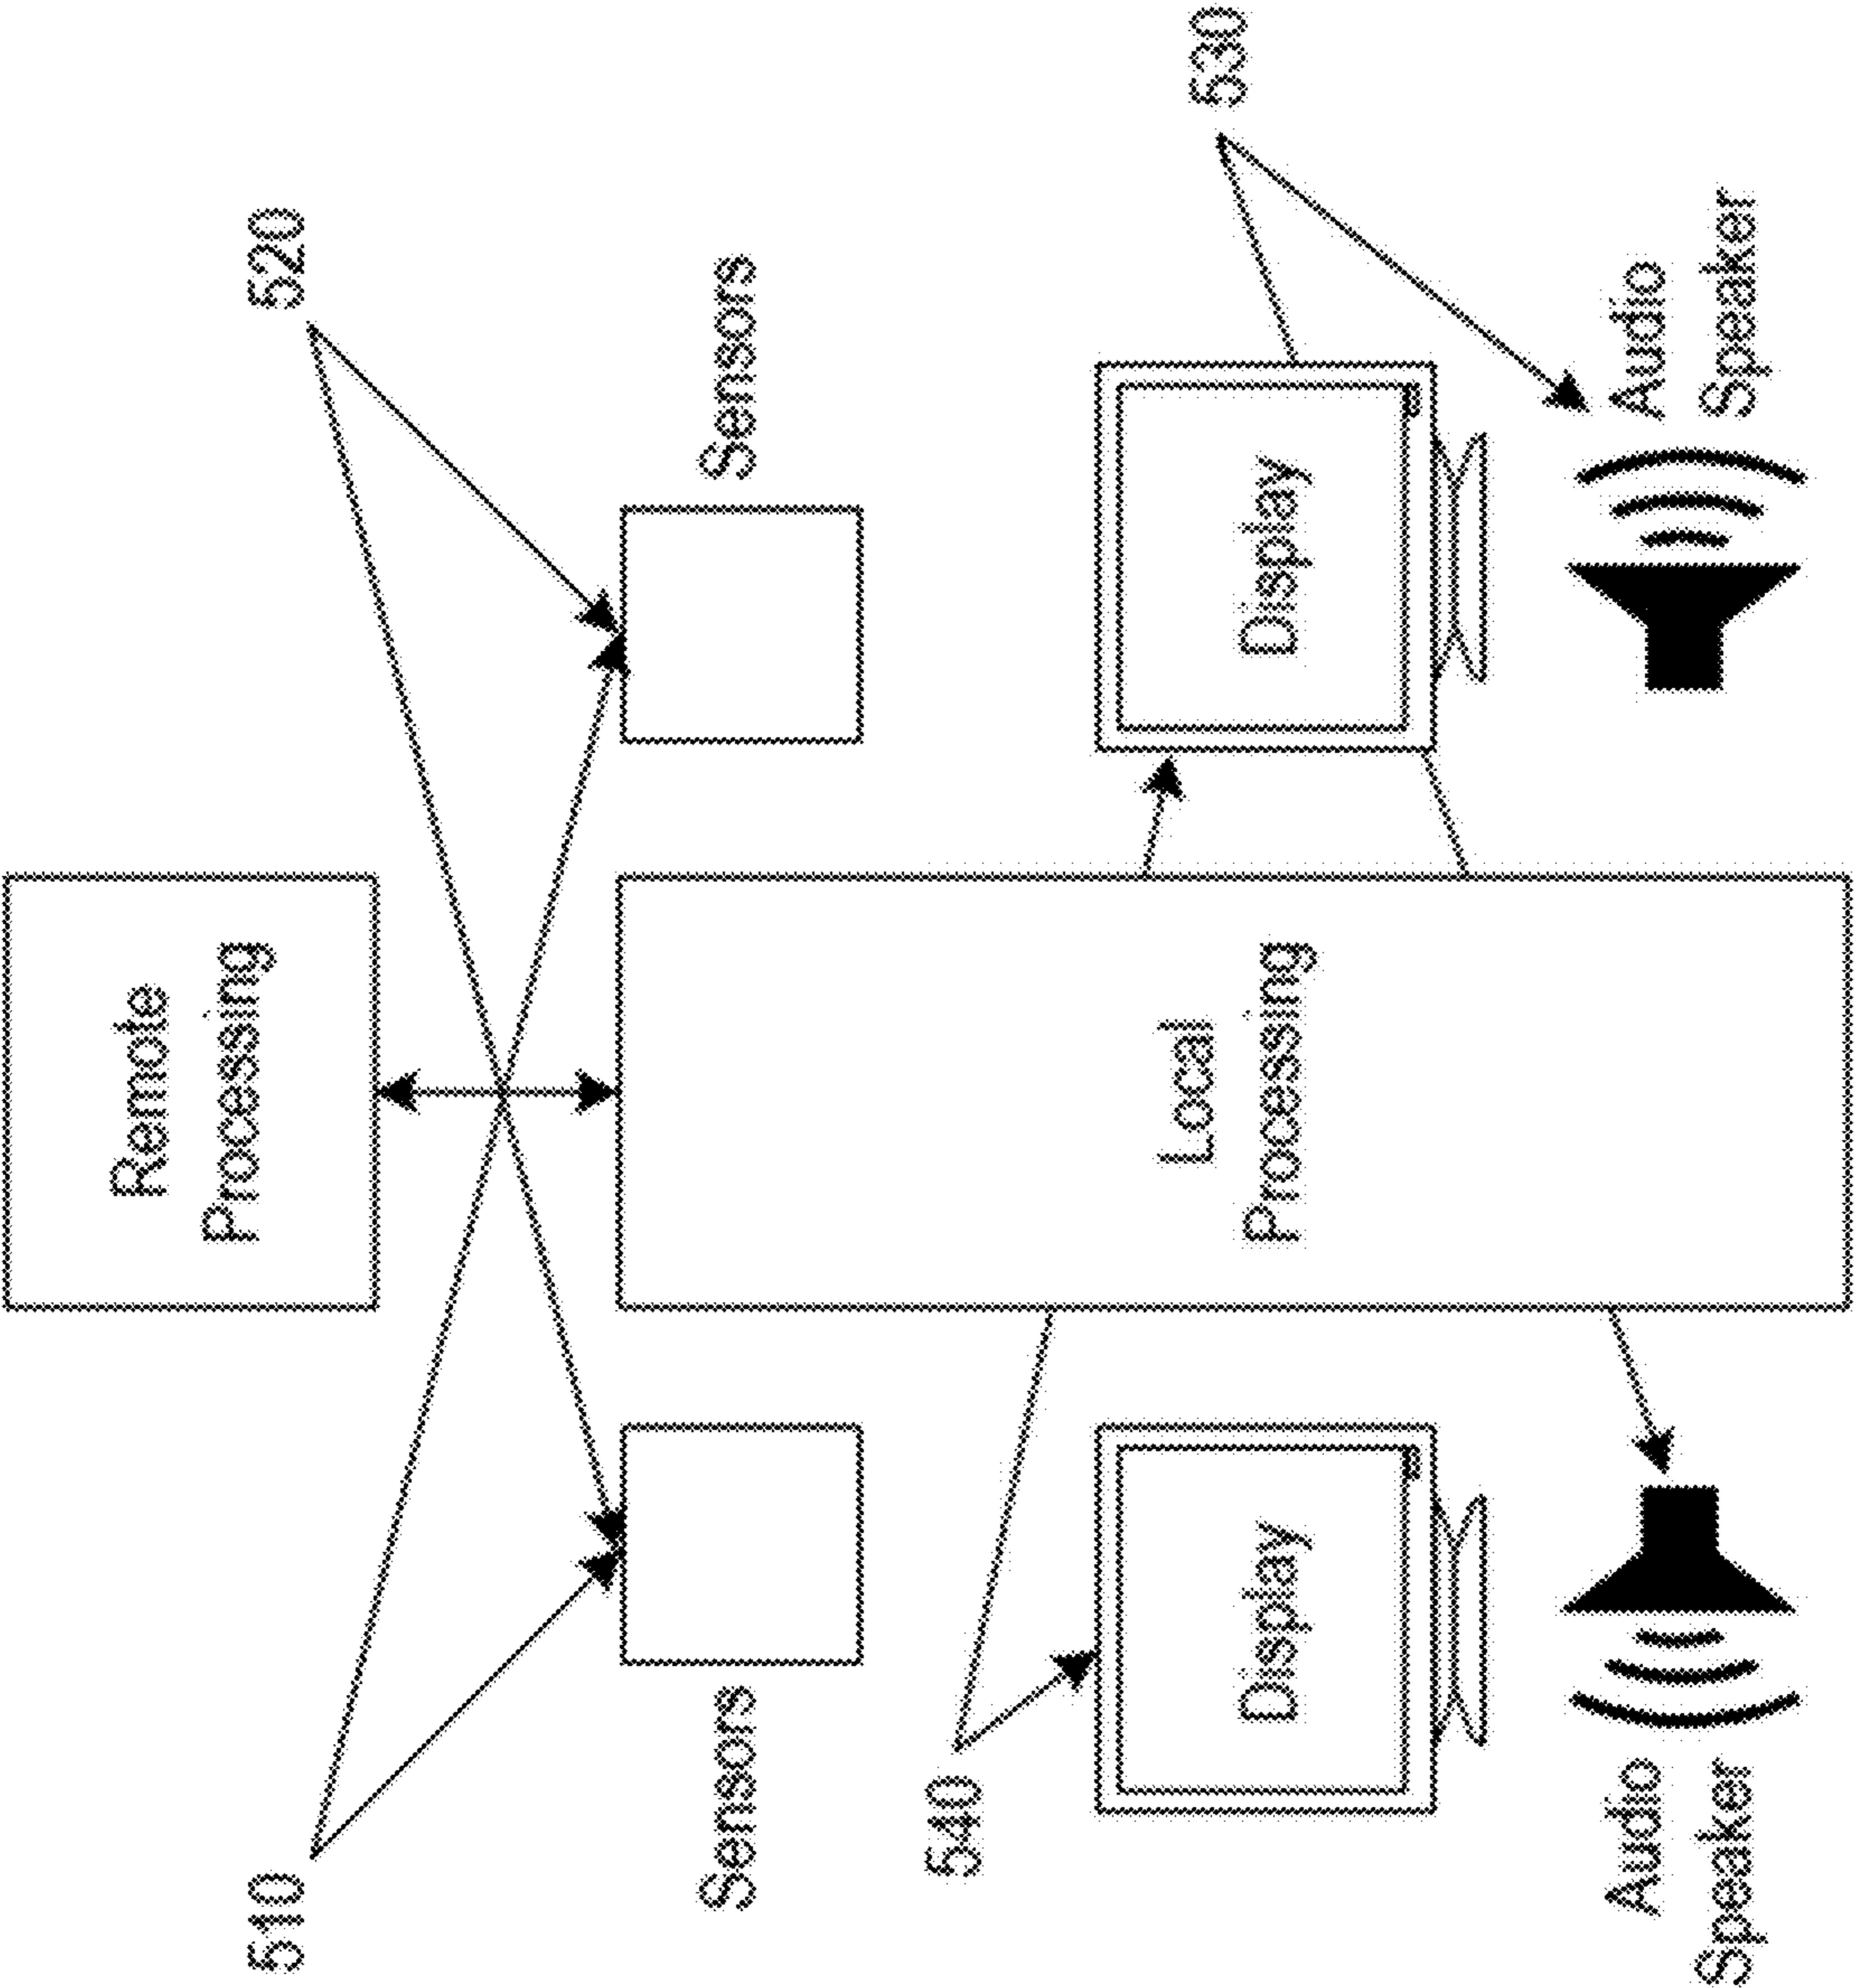 Remote
Processing
510
520
Sensors
Sensors
540
530
Display
Local
Processing
Display
Audio
Speaker
Audio
Speaker